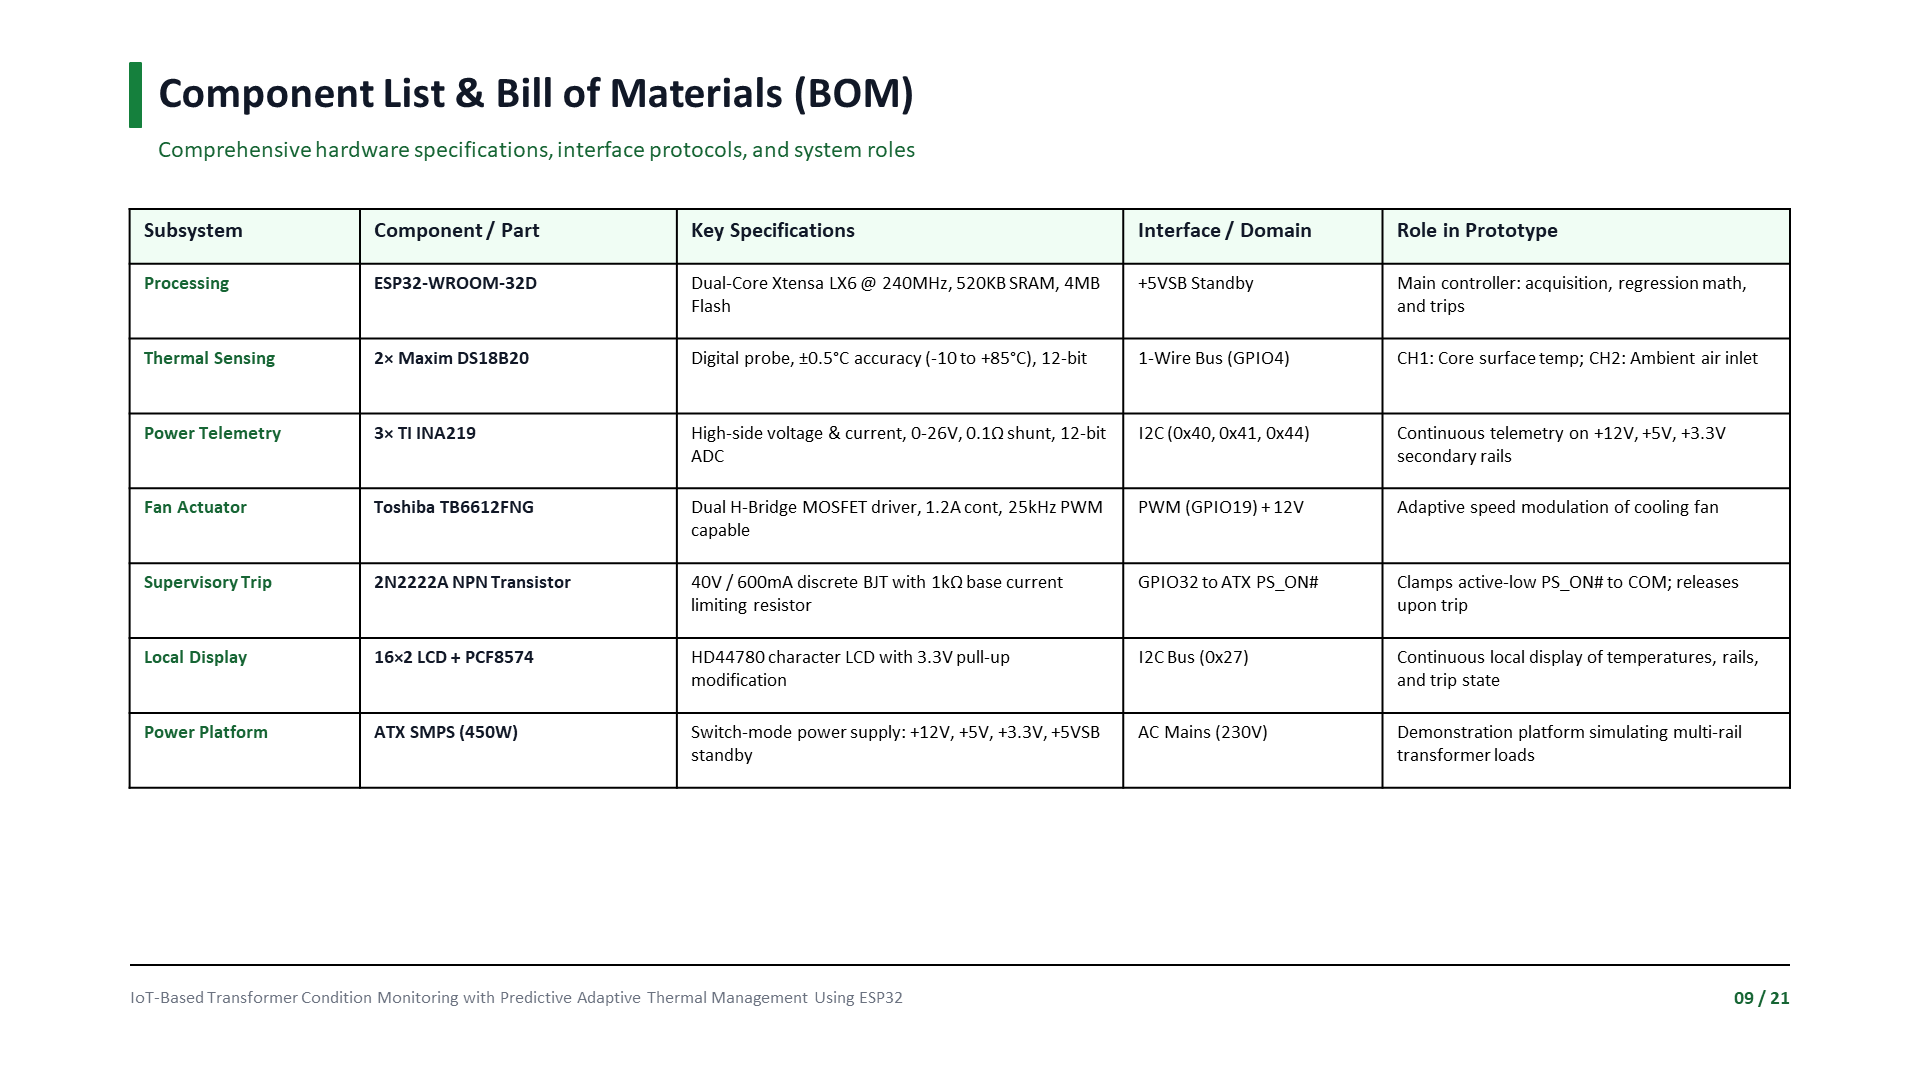 Component List & Bill of Materials (BOM)
Comprehensive hardware specifications, interface protocols, and system roles
Subsystem
Component / Part
Key Specifications
Interface / Domain
Role in Prototype
Processing
ESP32-WROOM-32D
Dual-Core Xtensa LX6 @ 240MHz, 520KB SRAM, 4MB
Flash
+5VSB Standby
Main controller: acquisition, regression math,
and trips
Thermal Sensing
2× Maxim DS18B20
Digital probe, ±0.5°C accuracy (-10 to +85°C), 12-bit
1-Wire Bus (GPIO4)
CH1: Core surface temp; CH2: Ambient air inlet
Power Telemetry
3× TI INA219
High-side voltage & current, 0-26V, 0.1Ω shunt, 12-bit
ADC
I2C (0x40, 0x41, 0x44)
Continuous telemetry on +12V, +5V, +3.3V
secondary rails
Fan Actuator
Toshiba TB6612FNG
Dual H-Bridge MOSFET driver, 1.2A cont, 25kHz PWM
capable
PWM (GPIO19) + 12V
Adaptive speed modulation of cooling fan
Supervisory Trip
2N2222A NPN Transistor
40V / 600mA discrete BJT with 1kΩ base current
limiting resistor
GPIO32 to ATX PS_ON#
Clamps active-low PS_ON# to COM; releases
upon trip
Local Display
16×2 LCD + PCF8574
HD44780 character LCD with 3.3V pull-up
modification
I2C Bus (0x27)
Continuous local display of temperatures, rails,
and trip state
Power Platform
ATX SMPS (450W)
Switch-mode power supply: +12V, +5V, +3.3V, +5VSB
standby
AC Mains (230V)
Demonstration platform simulating multi-rail
transformer loads
IoT-Based Transformer Condition Monitoring with Predictive Adaptive Thermal Management Using ESP32
09 / 21